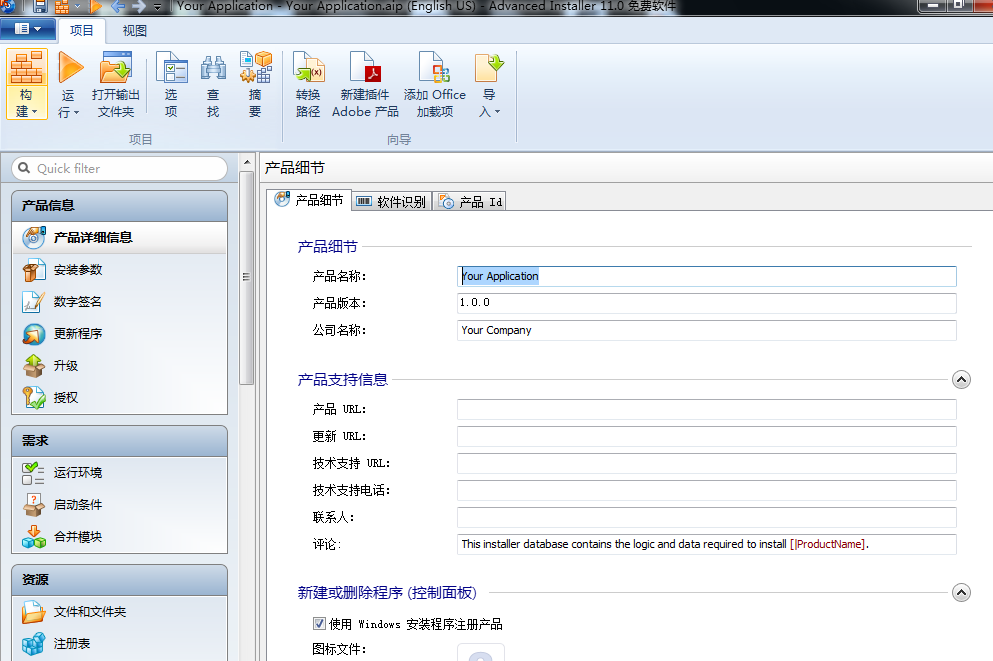 Your Application - Your Application.aip (English US) - Advanced Installer 11.0 免费软件
项目 视图
构建 运行 打开输出文件夹 选项 查找 摘要 转换路径 新建插件 Adobe 产品 添加 Office 加载项 导入
项目 向导
Quick filter
产品信息
产品详细信息
安装参数
数字签名
更新程序
升级
授权
需求
运行环境
启动条件
合并模块
资源
文件和文件夹
注册表
产品细节
产品细节 软件识别 产品 Id
产品细节
产品名称: Your Application
产品版本: 1.0.0
公司名称: Your Company
产品支持信息
产品 URL:
更新 URL:
技术支持 URL:
技术支持电话:
联系人:
评论: This installer database contains the logic and data required to install [|ProductName].
新建或删除程序 (控制面板)
使用 Windows 安装程序注册产品
图标文件: